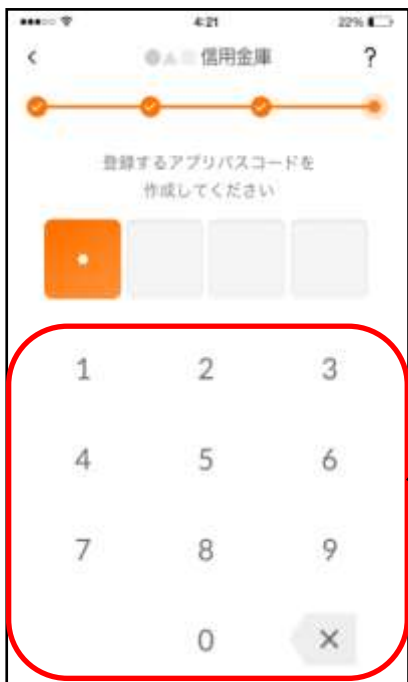 4:21 22%
●▲■信用金庫 ?
登録するアプリパスコードを
作成してください
1 2 3
4 5 6
7 8 9
0